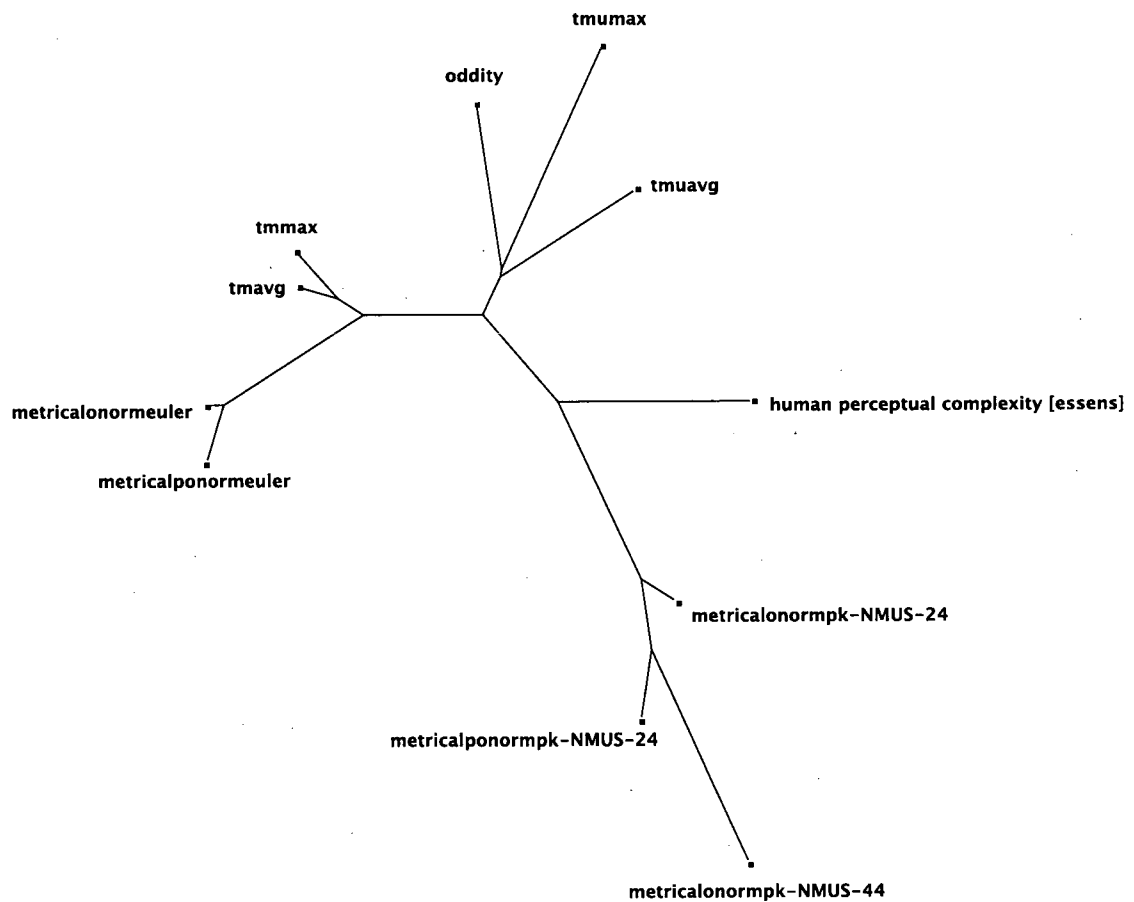 tmumax
oddity
tmuavg
tmmax
tmavg
human perceptual complexity [essens}
metricalonormeuler
metricalponormeuler
metricalonormpk-NMUS-24
metricalponormpk-NMUS-24
metricalonormpk-NMUS-44